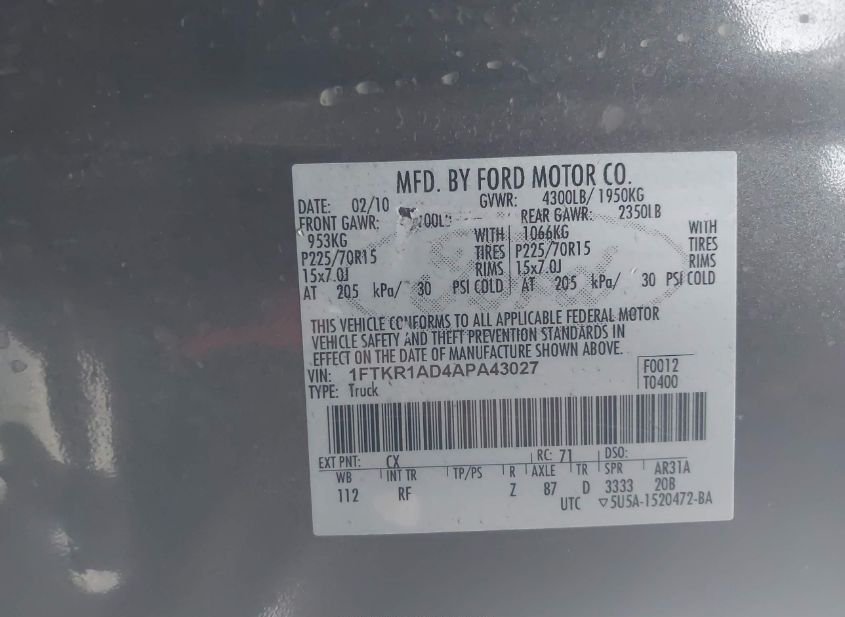 MFD. BY FORD MOTOR CO.
DATE: 02/10 GVWR: 4300LB/ 1950KG
FRONT GAWR: REAR GAWR: 2350LB
953KG WITH 1066KG WITH
P225/70R15 TIRES P225/70R15 TIRES
15x7.0J RIMS 15x7.0J RIMS
AT 205 kPa/ 30 PSI COLD AT 205 kPa/ 30 PSI COLD
THIS VEHICLE CONFORMS TO ALL APPLICABLE FEDERAL MOTOR
VEHICLE SAFETY AND THEFT PREVENTION STANDARDS IN
EFFECT ON THE DATE OF MANUFACTURE SHOWN ABOVE.
VIN: 1FTKR1AD4APA43027 F0012
TYPE: Truck T0400
EXT PNT: CX RC: 71 DSO:
WB INT TR TP/PS R AXLE TR SPR AR31A
112 RF Z 87 D 3333 20B
UTC ▽5U5A-1520472-BA